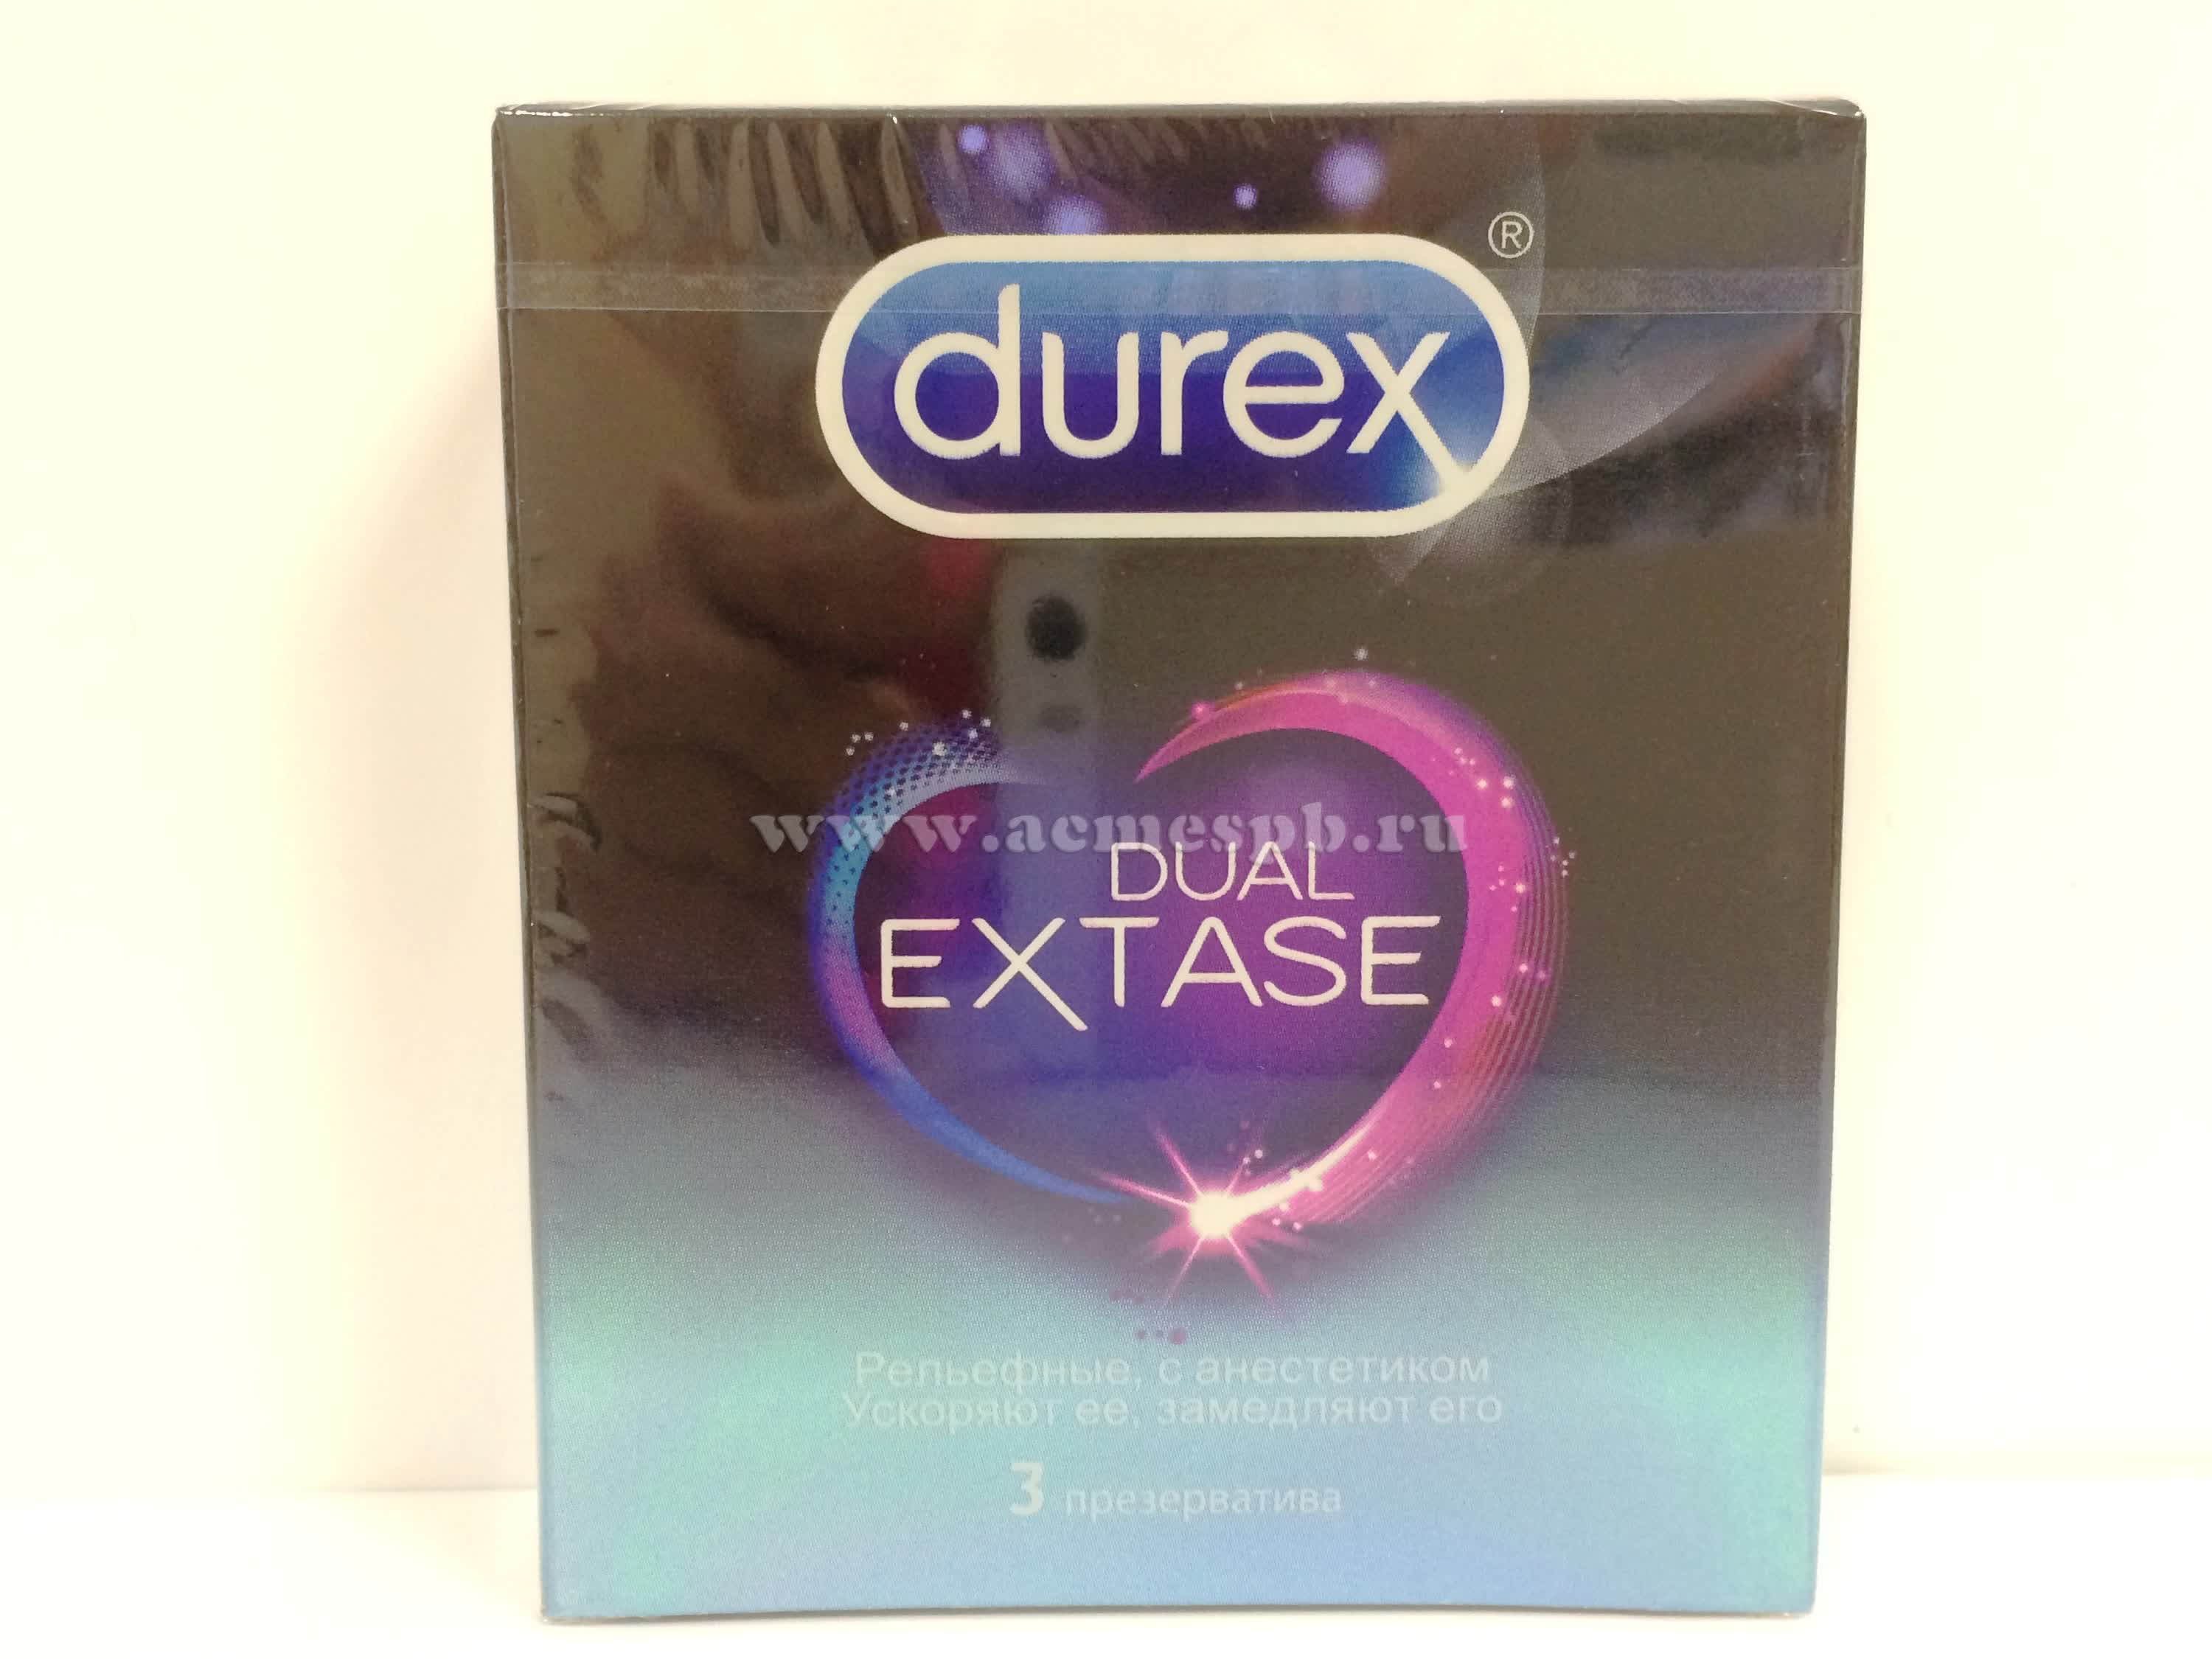 durex®
www.acmespb.ru
DUAL
EXTASE
Рельефные, с анестетиком
Ускоряют ее, замедляют его
3 презерватива